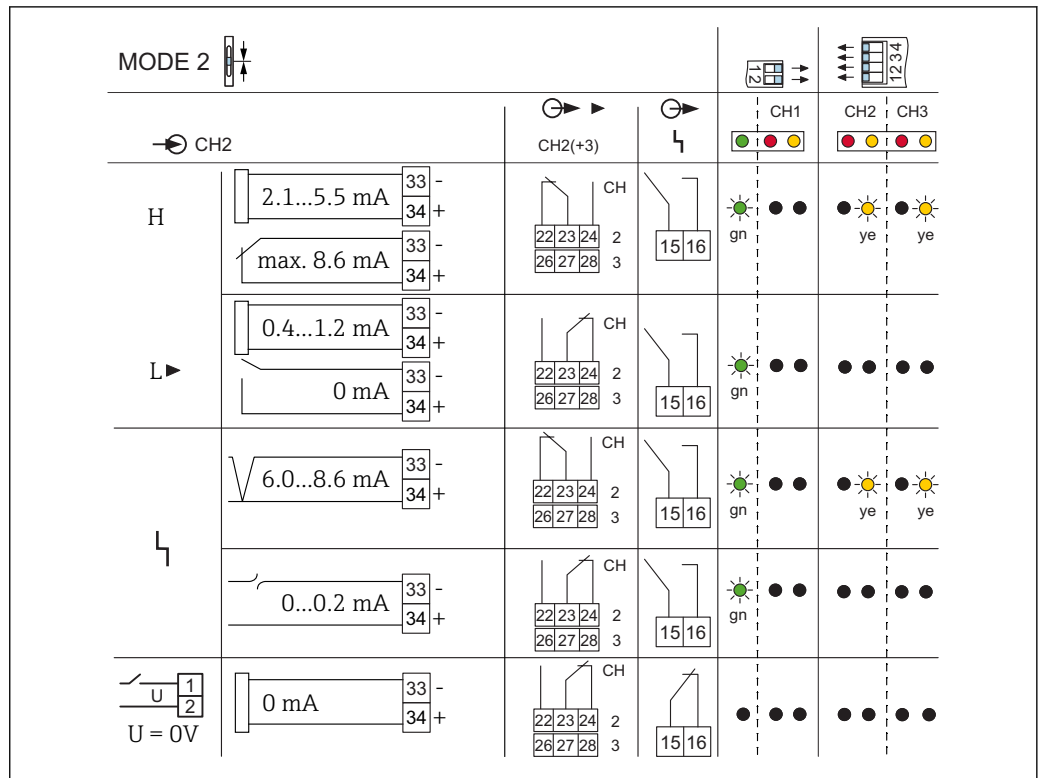 MODE 2
1 2
1 2 3 4
CH1 CH2 CH3
CH2 CH2(+3)
H 2.1...5.5 mA 33 - CH
34 +
22 23 24 2 15 16 gn ye ye
max. 8.6 mA 33 - 26 27 28 3
34 +
0.4...1.2 mA 33 - CH
34 +
L 22 23 24 2
0 mA 33 - 26 27 28 3 15 16 gn
34 +
CH
6.0...8.6 mA 33 -
34 + 22 23 24 2
26 27 28 3 15 16 gn ye ye
CH
0...0.2 mA 33 -
34 + 22 23 24 2 gn
26 27 28 3 15 16
CH
U 1 0 mA 33 -
2 34 + 22 23 24 2
U = 0V 26 27 28 3 15 16